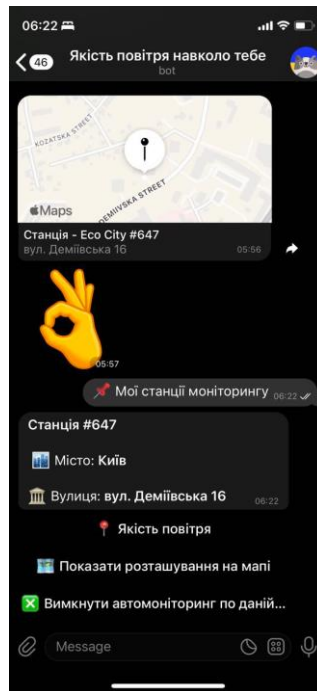 06:22
46
Якість повітря навколо тебе
bot
KOZATSKA STREET
DEMIIVSKA STREET
Maps
Станція - Eco City #647
вул. Деміївська 16 05:56
05:57
Мої станції моніторингу 06:22
Станція #647
Місто: Київ
Вулиця: вул. Деміївська 16 06:22
Якість повітря
Показати розташування на мапі
Вимкнути автомоніторинг по даній...
Message